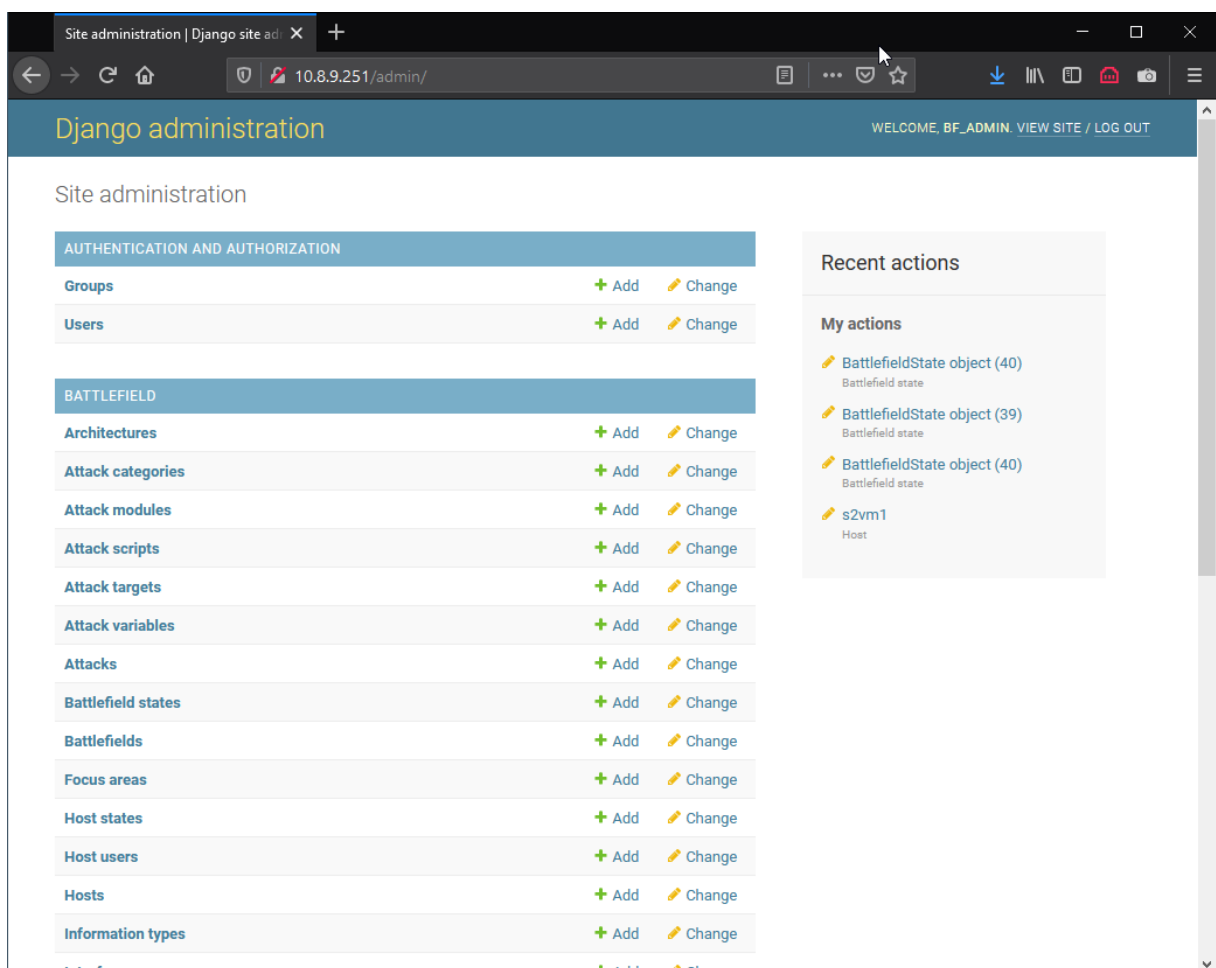 Site administration | Django site ad
10.8.9.251/admin/
Django administration
WELCOME, BF_ADMIN. VIEW SITE / LOG OUT
Site administration
AUTHENTICATION AND AUTHORIZATION
Groups Add Change
Users Add Change
BATTLEFIELD
Architectures Add Change
Attack categories Add Change
Attack modules Add Change
Attack scripts Add Change
Attack targets Add Change
Attack variables Add Change
Attacks Add Change
Battlefield states Add Change
Battlefields Add Change
Focus areas Add Change
Host states Add Change
Host users Add Change
Hosts Add Change
Information types Add Change
Recent actions
My actions
BattlefieldState object (40)
Battlefield state
BattlefieldState object (39)
Battlefield state
BattlefieldState object (40)
Battlefield state
s2vm1
Host